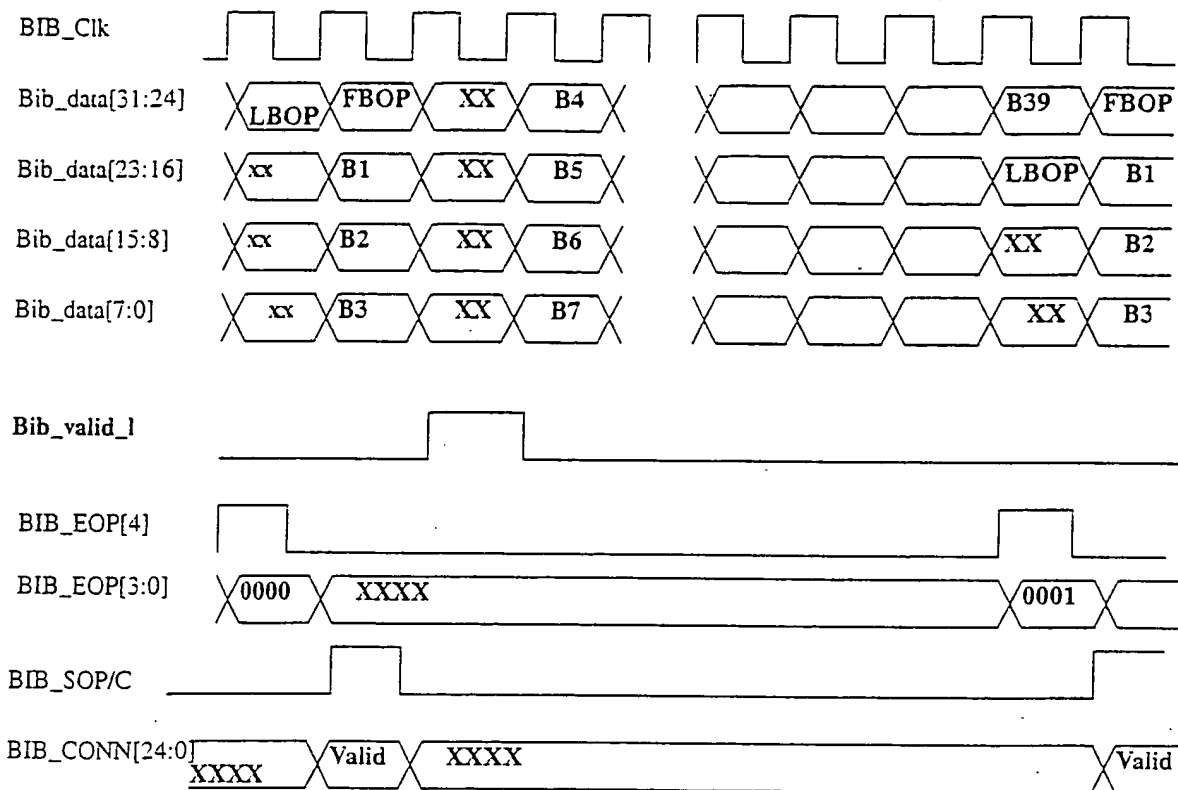 BIB_Clk
Bib_data[31:24] LBOP FBOP XX B4 B39 FBOP
Bib_data[23:16] xx B1 XX B5 LBOP B1
Bib_data[15:8] xx B2 XX B6 XX B2
Bib_data[7:0] xx B3 XX B7 XX B3
Bib_valid_l
BIB_EOP[4]
BIB_EOP[3:0] 0000 XXXX 0001
BIB_SOP/C
BIB_CONN[24:0] XXXX Valid XXXX Valid